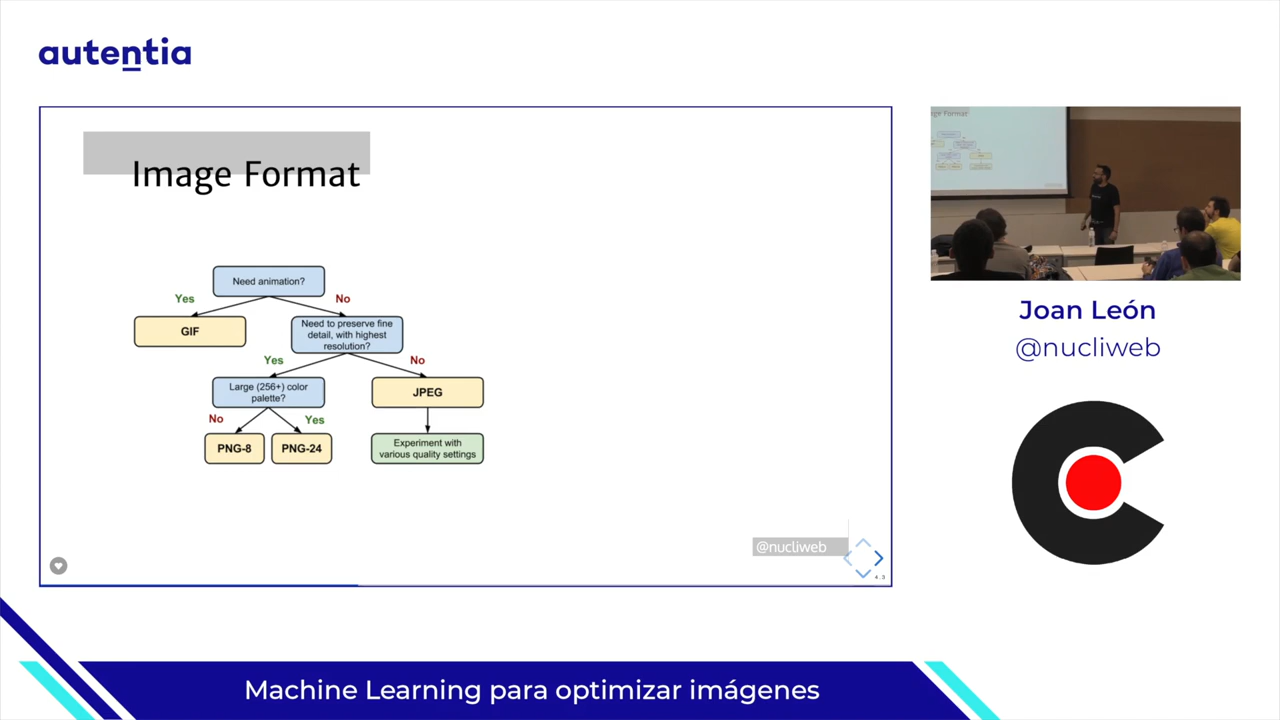 autentia
Image Format
Need animation?
Yes
No
GIF
Need to preserve fine
detail, with highest
resolution?
Yes
No
Large (256+) color
palette?
JPEG
No
Yes
PNG-8
PNG-24
Experiment with
various quality settings
@nucliweb
4.3
Joan León
@nucliweb
Machine Learning para optimizar imágenes